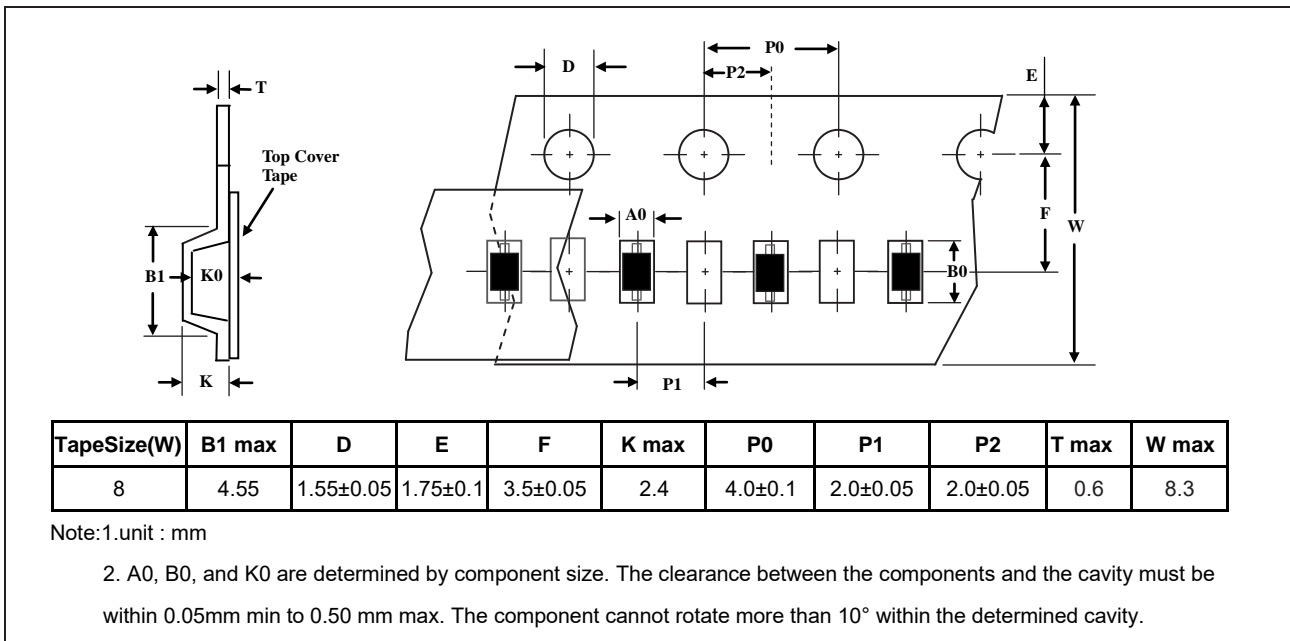 P0
D
P2
E
T
Top Cover
Tape
A0
F
W
B1
K0
B0
K
P1
TapeSize(W) B1 max D E F K max P0 P1 P2 T max W max
8 4.55 1.55±0.05 1.75±0.1 3.5±0.05 2.4 4.0±0.1 2.0±0.05 2.0±0.05 0.6 8.3
Note:1.unit : mm
2. A0, B0, and K0 are determined by component size. The clearance between the components and the cavity must be
within 0.05mm min to 0.50 mm max. The component cannot rotate more than 10° within the determined cavity.